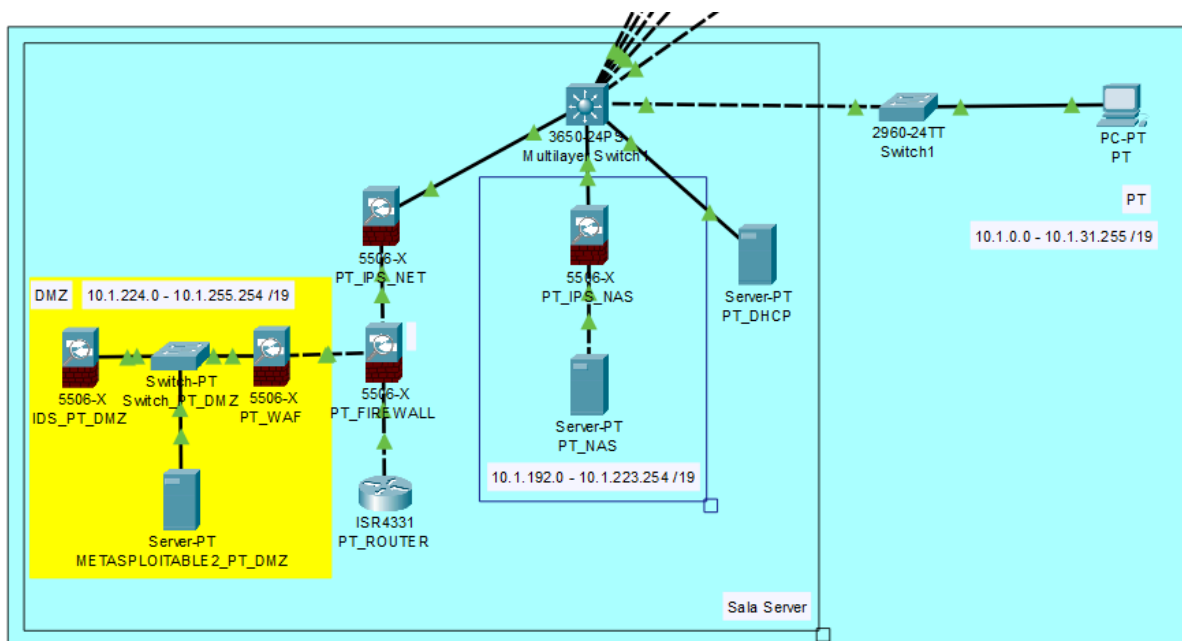 3650-24PS
Multilayer Switch1
2960-24TT
Switch1
PC-PT
PT
PT
10.1.0.0 - 10.1.31.255 /19
5506-X
PT_IPS_NET
5506-X
PT_IPS_NAS
Server-PT
PT_DHCP
DMZ
10.1.224.0 - 10.1.255.254 /19
5506-X
IDS_PT_DMZ
Switch-PT
Switch_PT_DMZ
5506-X
PT_WAF
5506-X
PT_FIREWALL
Server-PT
PT_NAS
10.1.192.0 - 10.1.223.254 /19
Server-PT
METASPLOITABLE2_PT_DMZ
ISR4331
PT_ROUTER
Sala Server